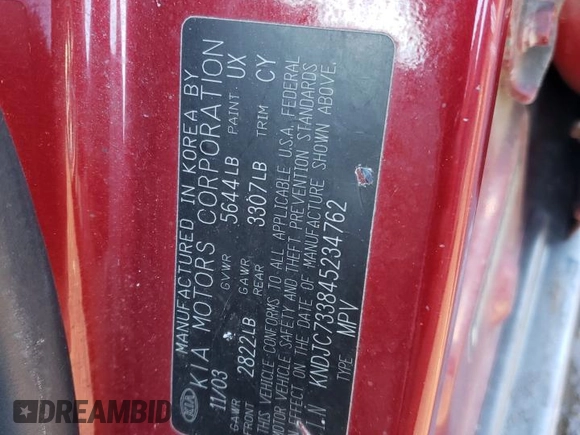 MANUFACTURED IN KOREA BY
KIA KIA MOTORS CORPORATION
11/03 GVWR 5644LB PAINT: UX
GAWR FRONT 2822LB GAWR REAR 3307LB TRIM CY
THIS VEHICLE CONFORMS TO ALL APPLICABLE U.S.A. FEDERAL
MOTOR VEHICLE SAFETY AND THEFT PREVENTION STANDARDS
EFFECT ON THE DATE OF MANUFACTURE SHOWN ABOVE.
I.N KNDJC733845234762
TYPE MPV
DREAMBID